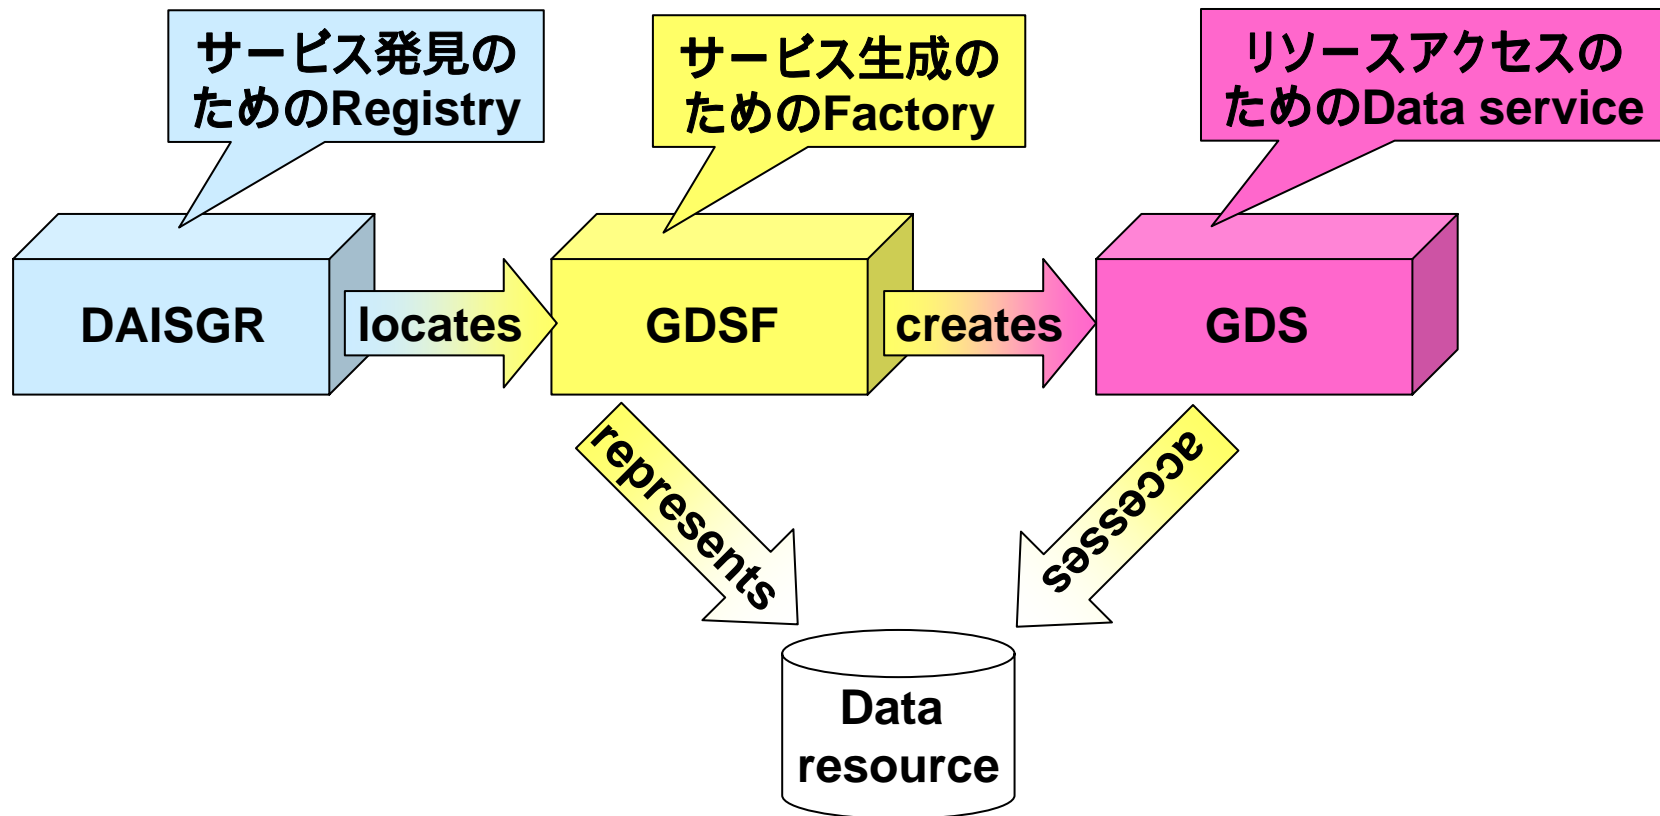 サービス発見の
ためのRegistry
サービス生成の
ためのFactory
リソースアクセスの
ためのData service
DAISGR
locates
GDSF
creates
GDS
represents
accesses
Data
resource